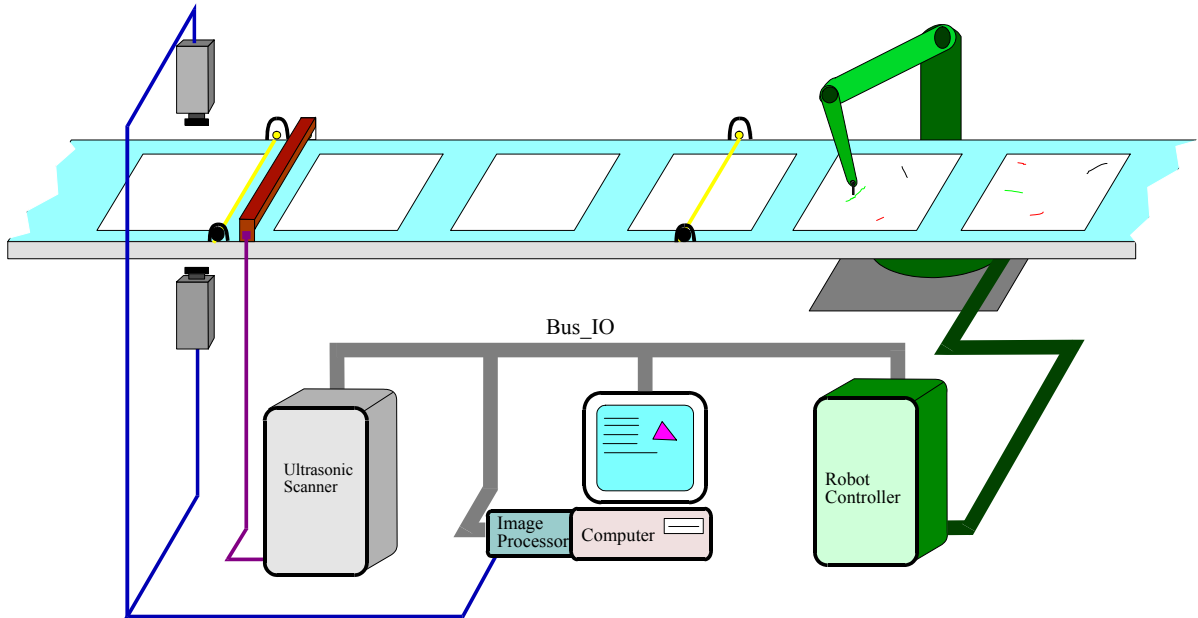 Bus_IO
Ultrasonic
Scanner
Image
Processor
Computer
Robot
Controller